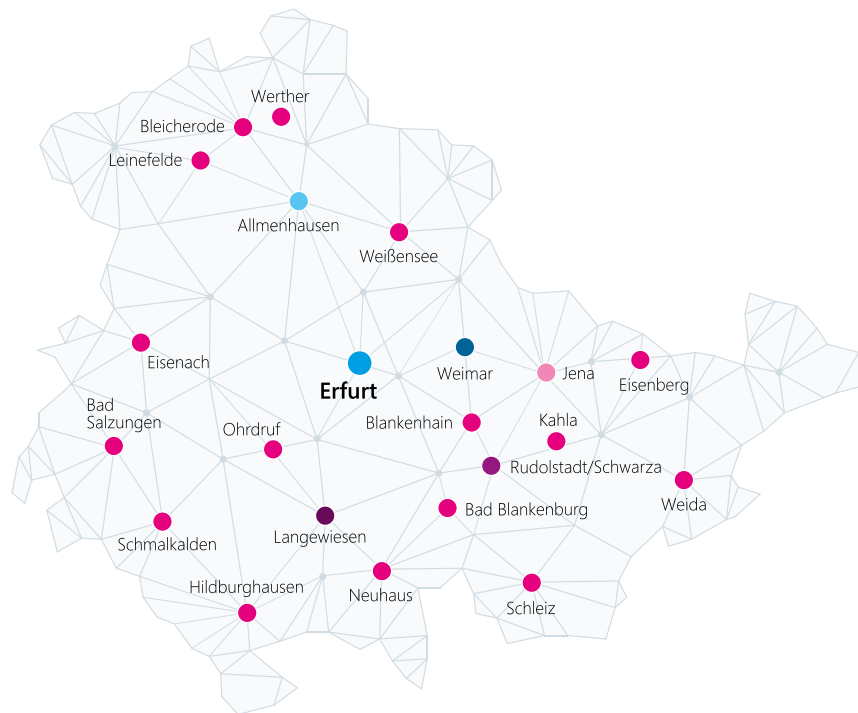 Werther
Bleicherode
Leinefelde
Allmenhausen
Weißensee
Eisenach
Erfurt
Weimar
Jena
Eisenberg
Bad
Salzungen
Ohrdruf
Blankenhain
Kahla
Rudolstadt/Schwarza
Weida
Bad Blankenburg
Langewiesen
Schmalkalden
Hildburghausen
Neuhaus
Schleiz